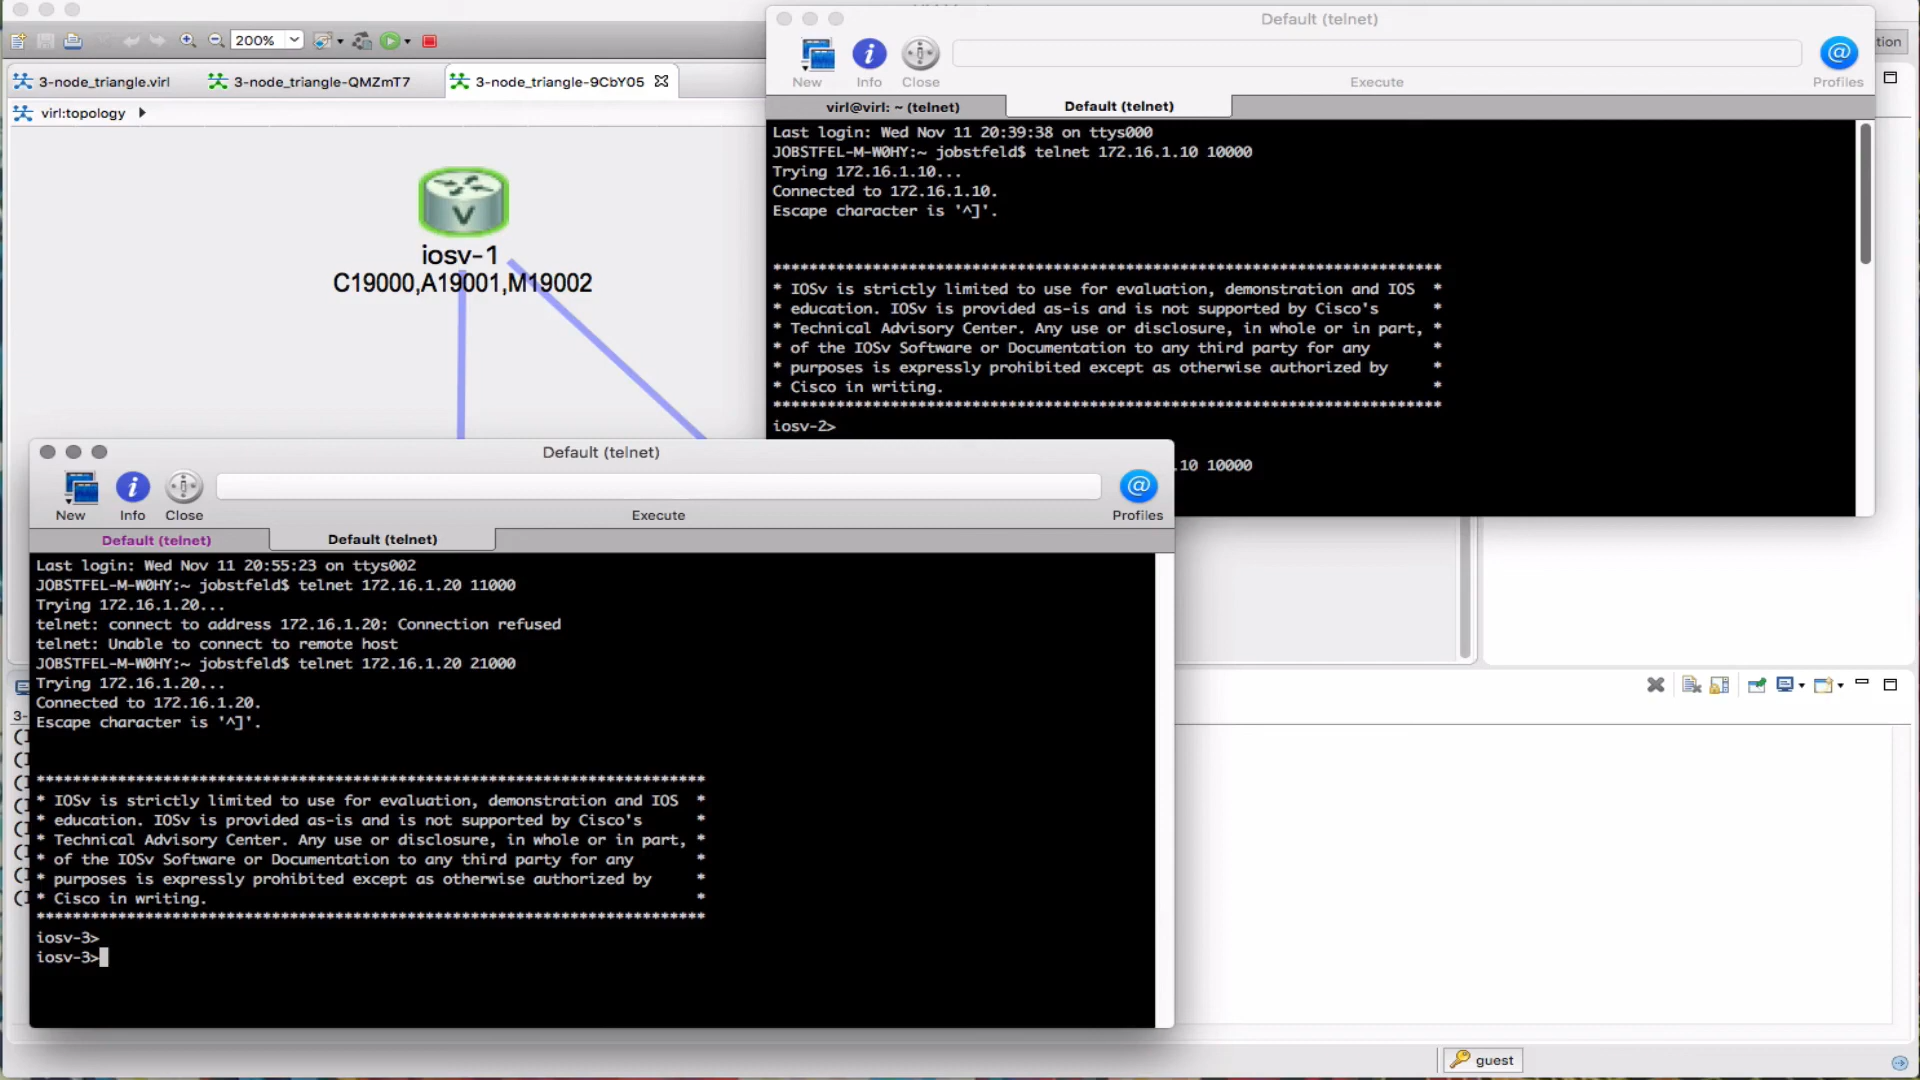 200%
3-node_triangle.virl
3-node_triangle-QMZmT7
3-node_triangle-9CbYO5
virl:topology
iosv-1
C19000,A19001,M19002
Default (telnet)
New
Info
Close
Execute
Profiles
tion
virl@virl: ~ (telnet)
Default (telnet)
Last login: Wed Nov 11 20:39:38 on ttys000
JOBSTFEL-M-W0HY:~ jobstfeld$ telnet 172.16.1.10 10000
Trying 172.16.1.10...
Connected to 172.16.1.10.
Escape character is '^]'.
**************************************************************************
* IOSv is strictly limited to use for evaluation, demonstration and IOS  *
* education. IOSv is provided as-is and is not supported by Cisco's      *
* Technical Advisory Center. Any use or disclosure, in whole or in part, *
* of the IOSv Software or Documentation to any third party for any       *
* purposes is expressly prohibited except as otherwise authorized by     *
* Cisco in writing.                                                      *
**************************************************************************
iosv-2>
.10 10000
Default (telnet)
New
Info
Close
Execute
Profiles
Default (telnet)
Default (telnet)
Last login: Wed Nov 11 20:55:23 on ttys002
JOBSTFEL-M-W0HY:~ jobstfeld$ telnet 172.16.1.20 11000
Trying 172.16.1.20...
telnet: connect to address 172.16.1.20: Connection refused
telnet: Unable to connect to remote host
JOBSTFEL-M-W0HY:~ jobstfeld$ telnet 172.16.1.20 21000
Trying 172.16.1.20...
Connected to 172.16.1.20.
Escape character is '^]'.
**************************************************************************
* IOSv is strictly limited to use for evaluation, demonstration and IOS  *
* education. IOSv is provided as-is and is not supported by Cisco's      *
* Technical Advisory Center. Any use or disclosure, in whole or in part, *
* of the IOSv Software or Documentation to any third party for any       *
* purposes is expressly prohibited except as otherwise authorized by     *
* Cisco in writing.                                                      *
**************************************************************************
iosv-3>
iosv-3>
3-
guest